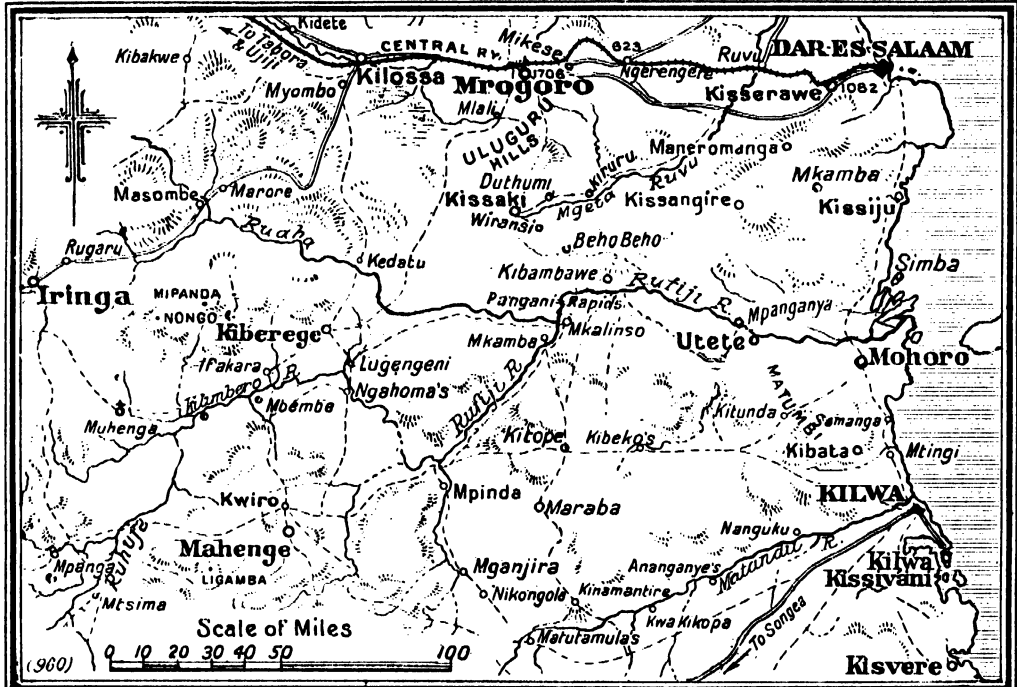 Kidete
To Tabora
& Ujiji
Kibakwe
CENTRAL RY.
Mikese
623
Ruvu
DAR-ES-SALAAM
Kilossa
1706
Ngerengere
Mrogoro
Kisserawe
1082
Myombo
Mlali
ULUGURU
HILLS
Maneromanga
Kiruru
Ruvu
Mkamba
Masombe
Marore
Duthumi
Kissaki
Mgeta
Kissangire
Kissiju
Wiransi
Ruaha
Beho Beho
Rugaru
Kedatu
Kibambawe
Rufiji R.
Simba
Iringa
MIPANDA
NONGO
Pangani Rapids
Mpanganya
Kiberege
Mkalinso
Mkamba
Utete
Mohoro
Ifakara
Lugengeni
Kilmbero R.
Ngahoma's
Rufiji R
MATUMBI
Mbemba
Kitunda
Samanga
Muhenga
Kitope
Kibeko's
Kibata
Mtingi
Kwiro
Mpinda
Maraba
KILWA
Nanguku
Mahenge
Ruhuje
Matandu R
Kilwa
Kissivani
Mpanga
LIGAMBA
Mganjira
Ananganye's
Mtsima
Nikongola
Kinamantire
Kwa Kikopa
To Songea
Scale of Miles
Matutamula's
(960)
0 10 20 30 40 50 100
Kisvere